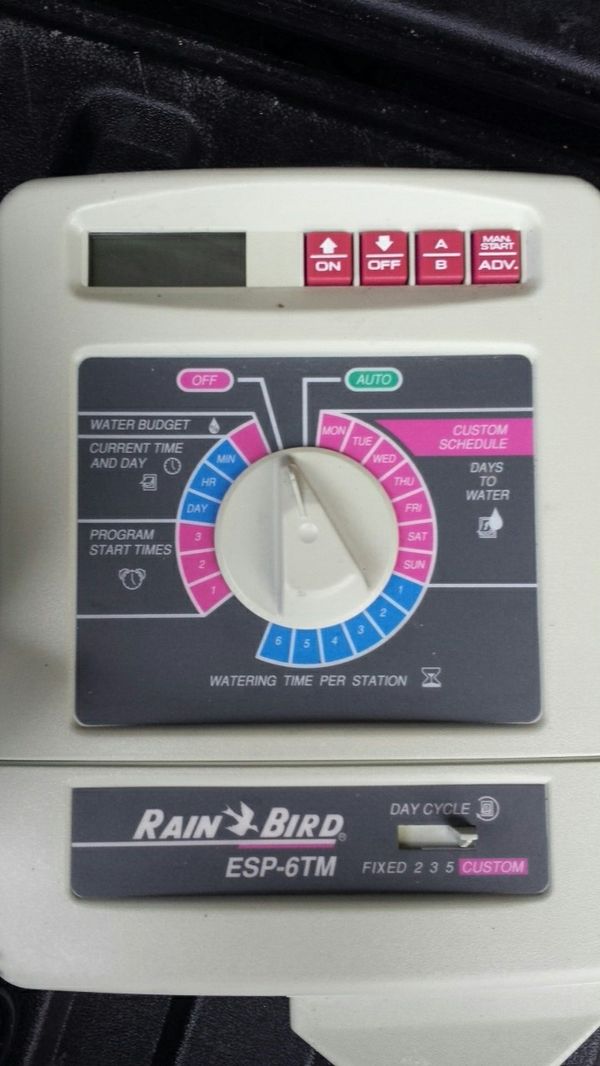 ON
OFF
A
B
MAN.
START
ADV.
OFF
AUTO
WATER BUDGET
CURRENT TIME
AND DAY
MIN
HR
DAY
PROGRAM
START TIMES
3
2
1
MON
TUE
WED
THU
FRI
SAT
SUN
CUSTOM
SCHEDULE
DAYS
TO
WATER
1
2
3
4
5
6
WATERING TIME PER STATION
RAIN BIRD®
ESP-6TM
DAY CYCLE
FIXED 2 3 5 CUSTOM